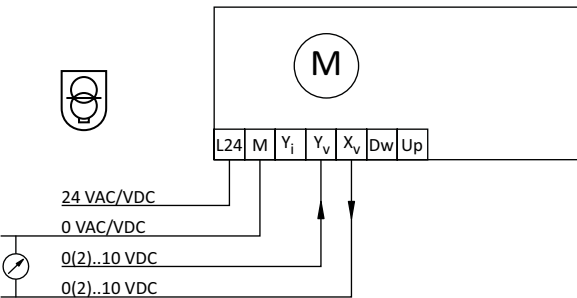 M
L24 M Yi Yv Xv Dw Up
24 VAC/VDC
0 VAC/VDC
0(2)..10 VDC
0(2)..10 VDC